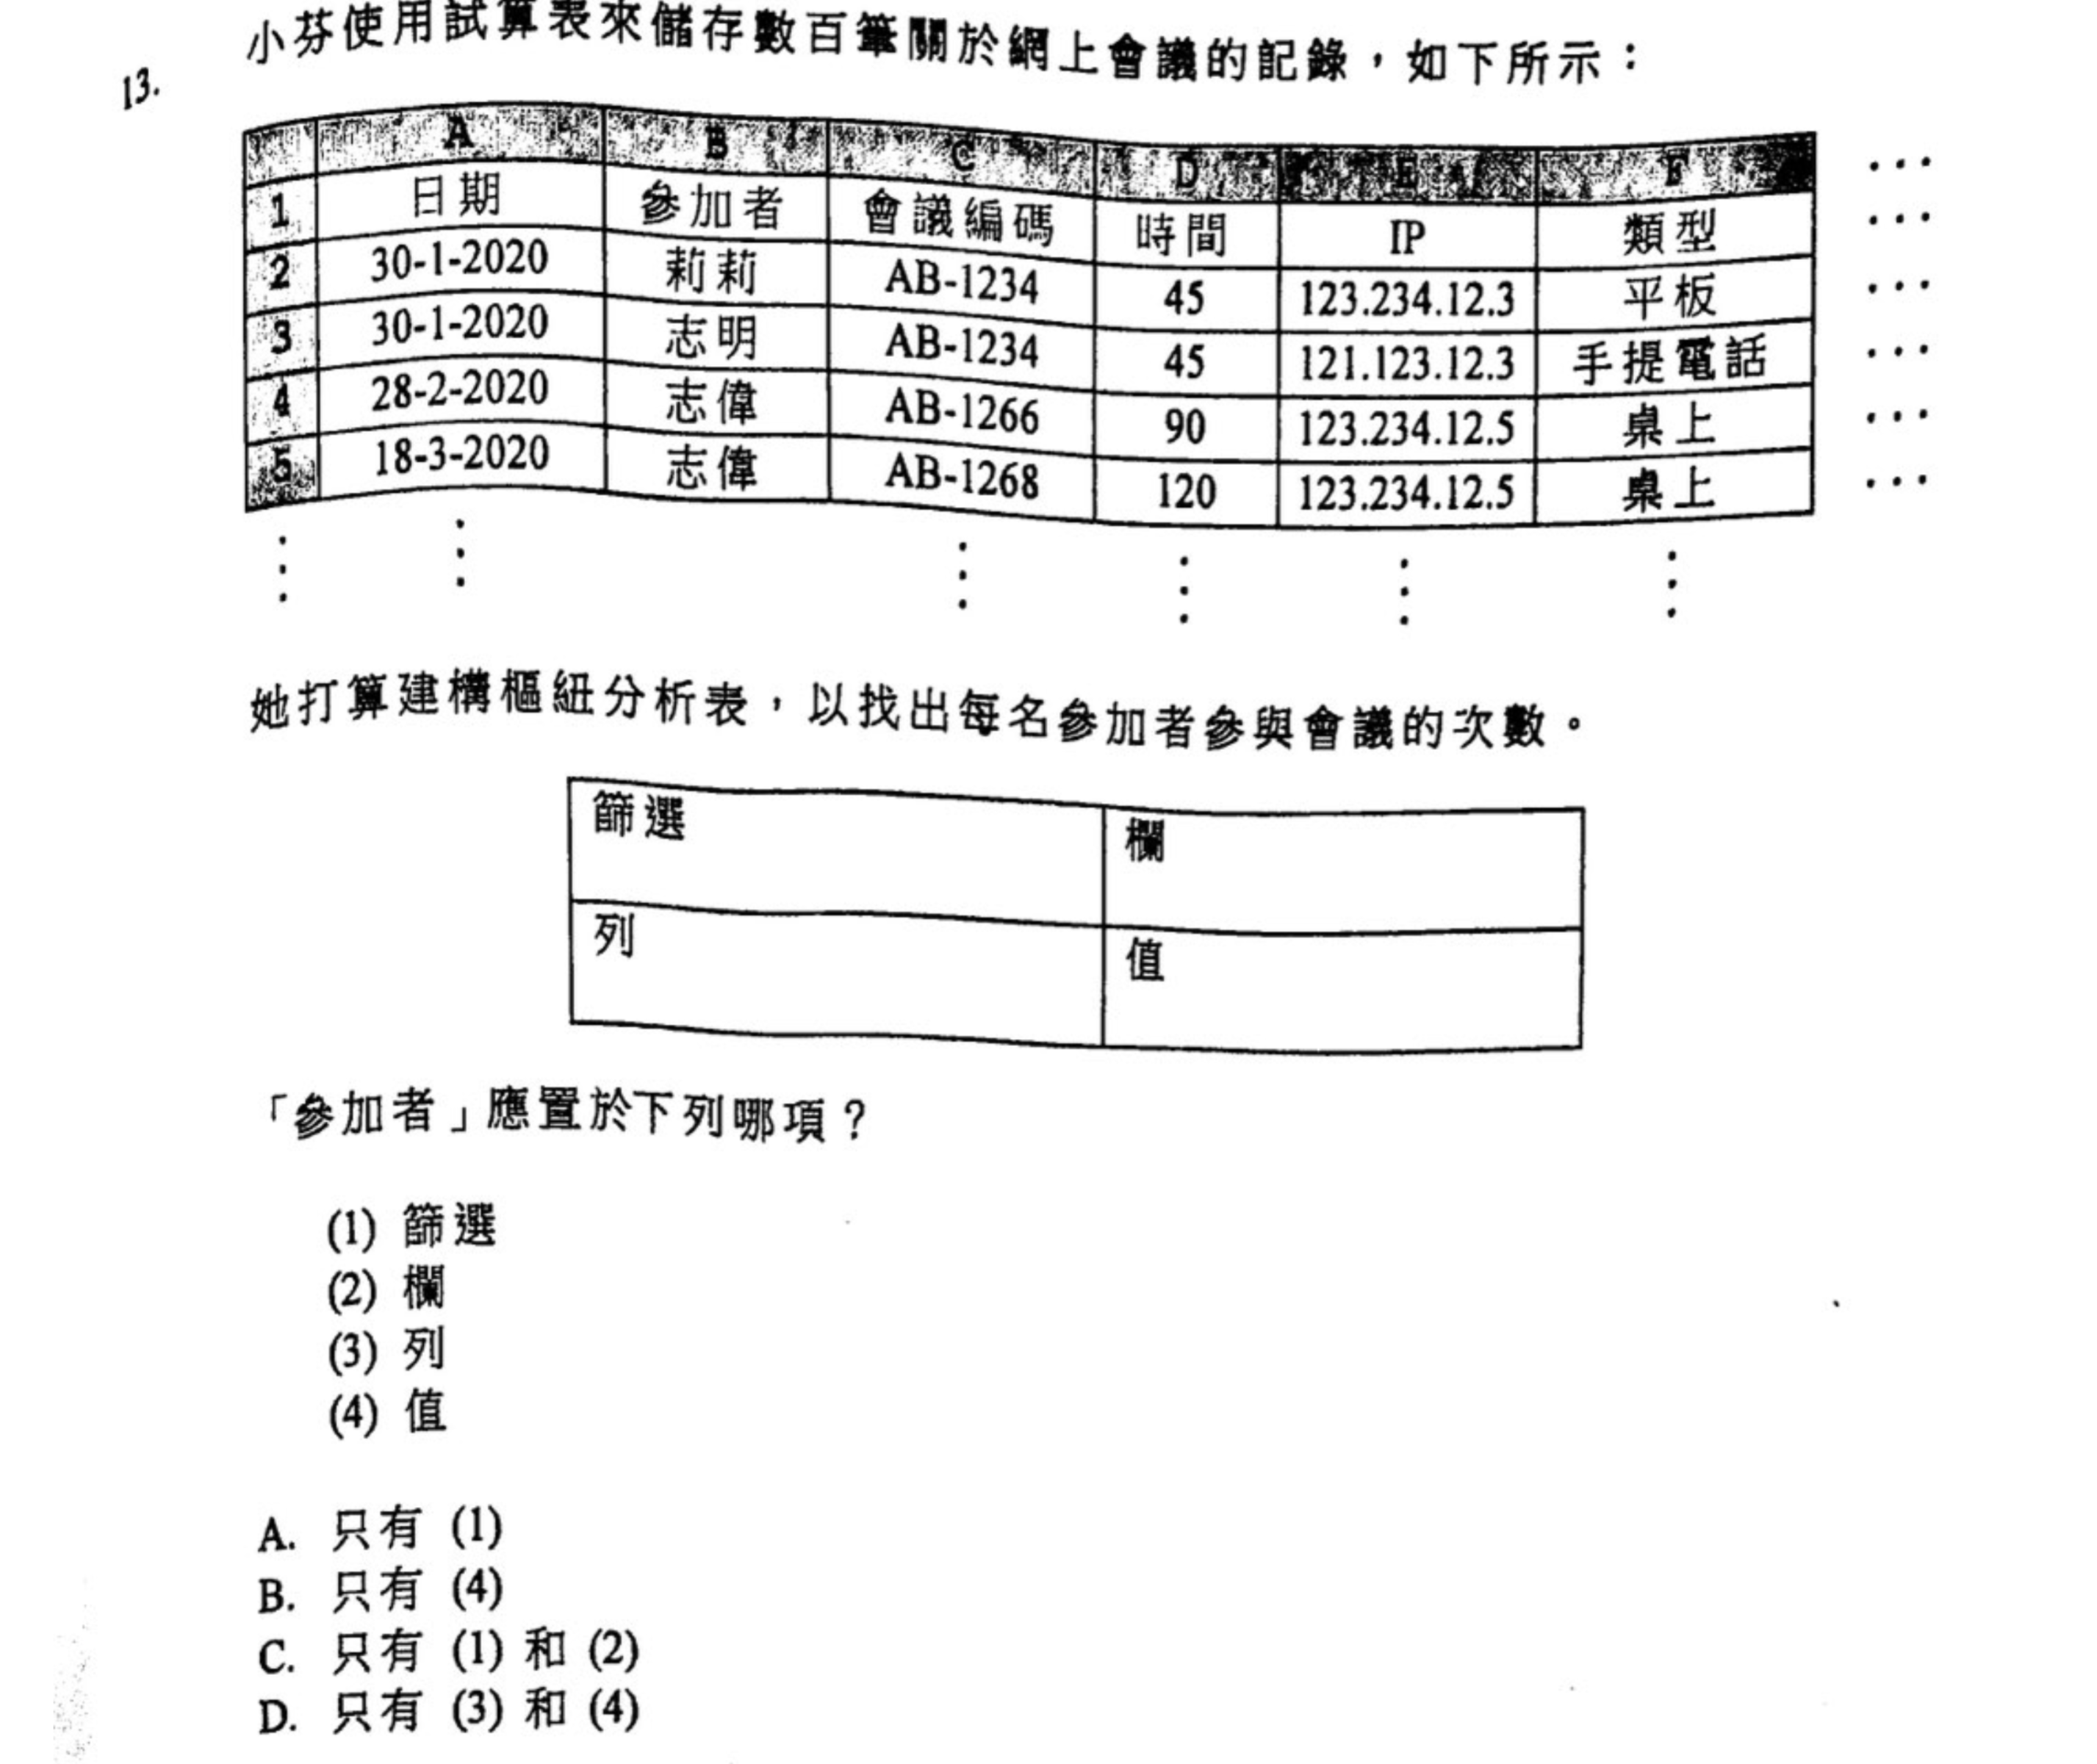 13.
小芬使用試算表來儲存數百筆關於網上會議的記錄，如下所示：
A B C D E F ...
1 日期 參加者 會議編碼 時間 IP 類型 ...
2 30-1-2020 莉莉 AB-1234 45 123.234.12.3 平板 ...
3 30-1-2020 志明 AB-1234 45 121.123.12.3 手提電話 ...
4 28-2-2020 志偉 AB-1266 90 123.234.12.5 桌上 ...
5 18-3-2020 志偉 AB-1268 120 123.234.12.5 桌上 ...
她打算建構樞紐分析表，以找出每名參加者參與會議的次數。
篩選 欄
列 值
「參加者」應置於下列哪項？
(1) 篩選
(2) 欄
(3) 列
(4) 值
A. 只有 (1)
B. 只有 (4)
C. 只有 (1) 和 (2)
D. 只有 (3) 和 (4)